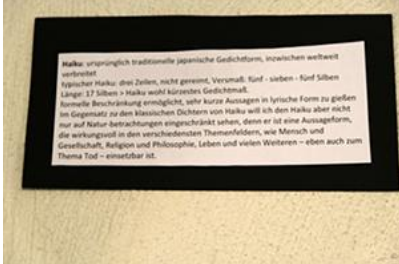 Haiku: ursprünglich traditionelle japanische Gedichtform, inzwischen weltweit
verbreitet
typischer Haiku: drei Zeilen, nicht gereimt, Versmaß: fünf - sieben - fünf Silben
Länge: 17 Silben > Haiku wohl kürzestes Gedichtmaß.
formelle Beschränkung ermöglicht, sehr kurze Aussagen in lyrische Form zu gießen
Im Gegensatz zu den klassischen Dichtern von Haiku will ich den Haiku aber nicht
nur auf Natur-betrachtungen eingeschränkt sehen, denn er ist eine Aussageform,
die wirkungsvoll in den verschiedensten Themenfeldern, wie Mensch und
Gesellschaft, Religion und Philosophie, Leben und vielen Weiteren – eben auch zum
Thema Tod – einsetzbar ist.